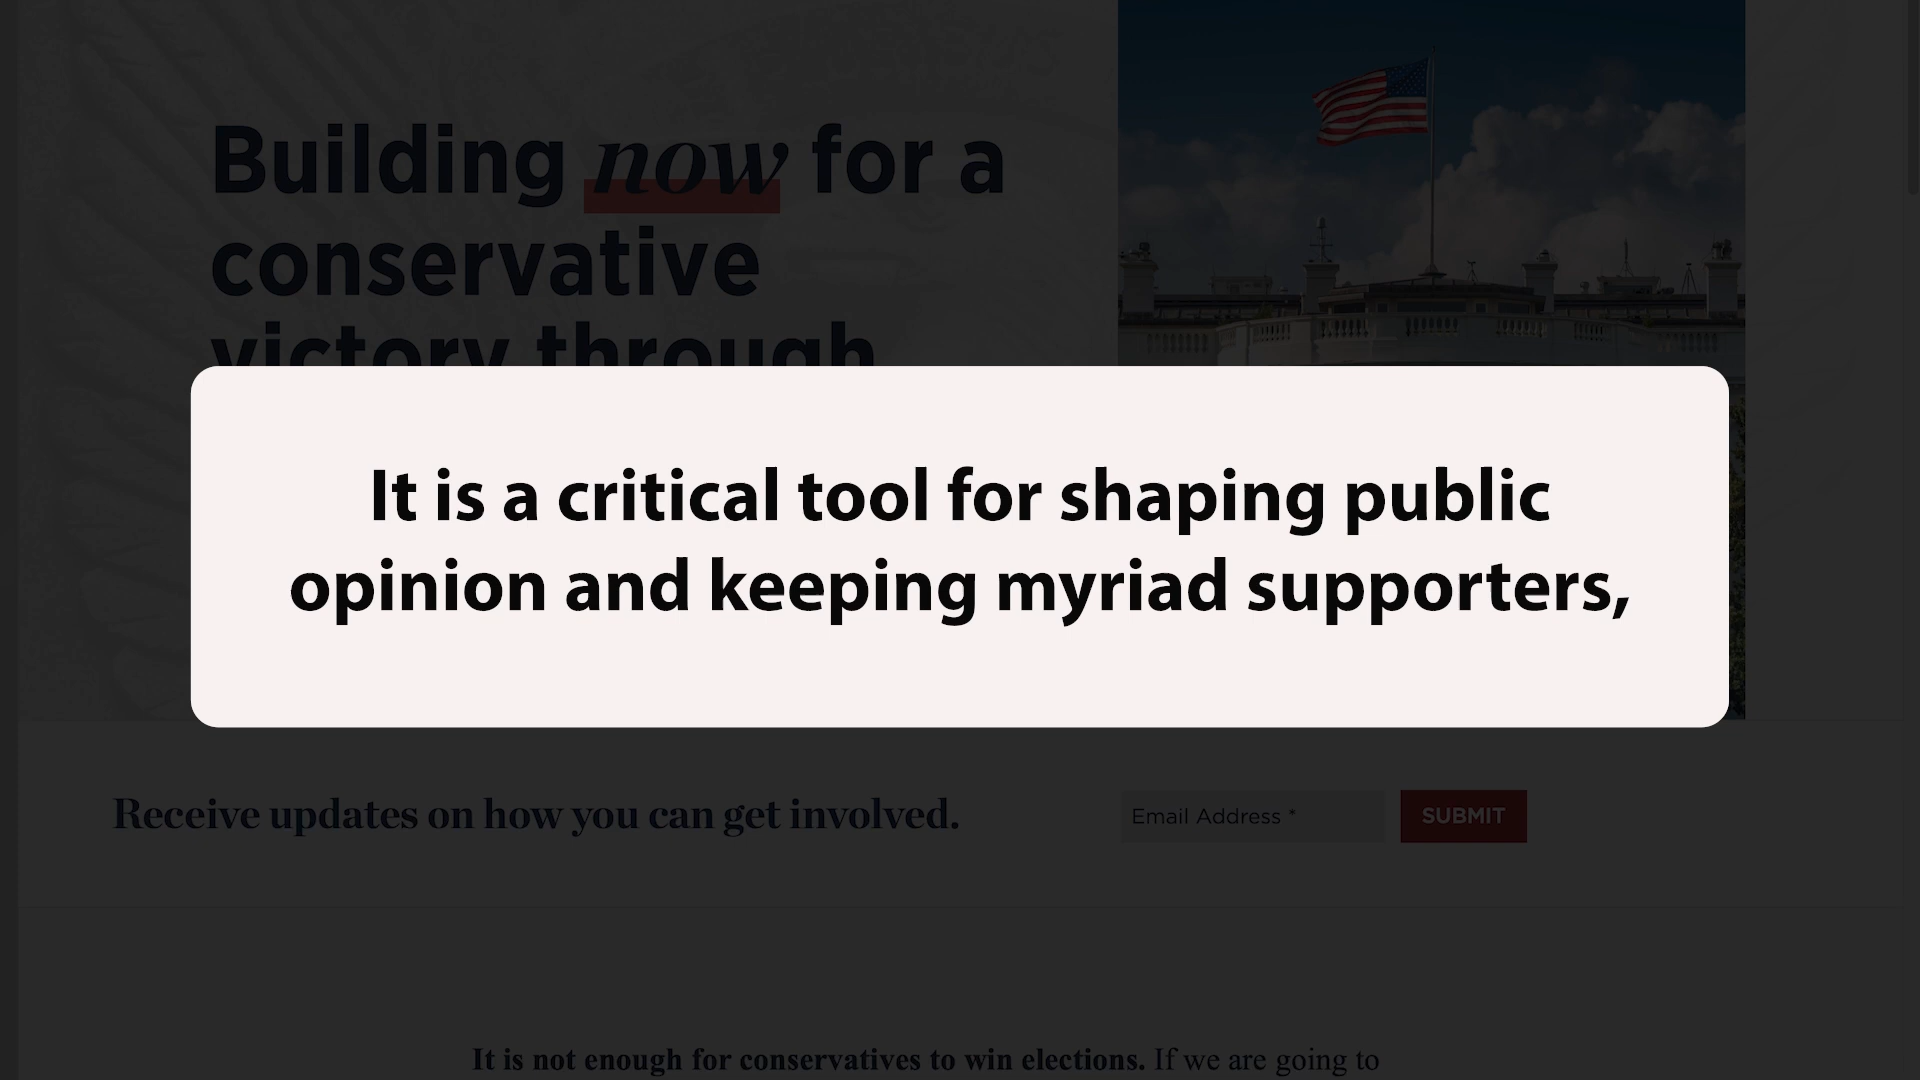 Building now for a
conservative
victory through
It is a critical tool for shaping public
opinion and keeping myriad supporters,
Receive updates on how you can get involved.
Email Address *
SUBMIT
It is not enough for conservatives to win elections. If we are going to